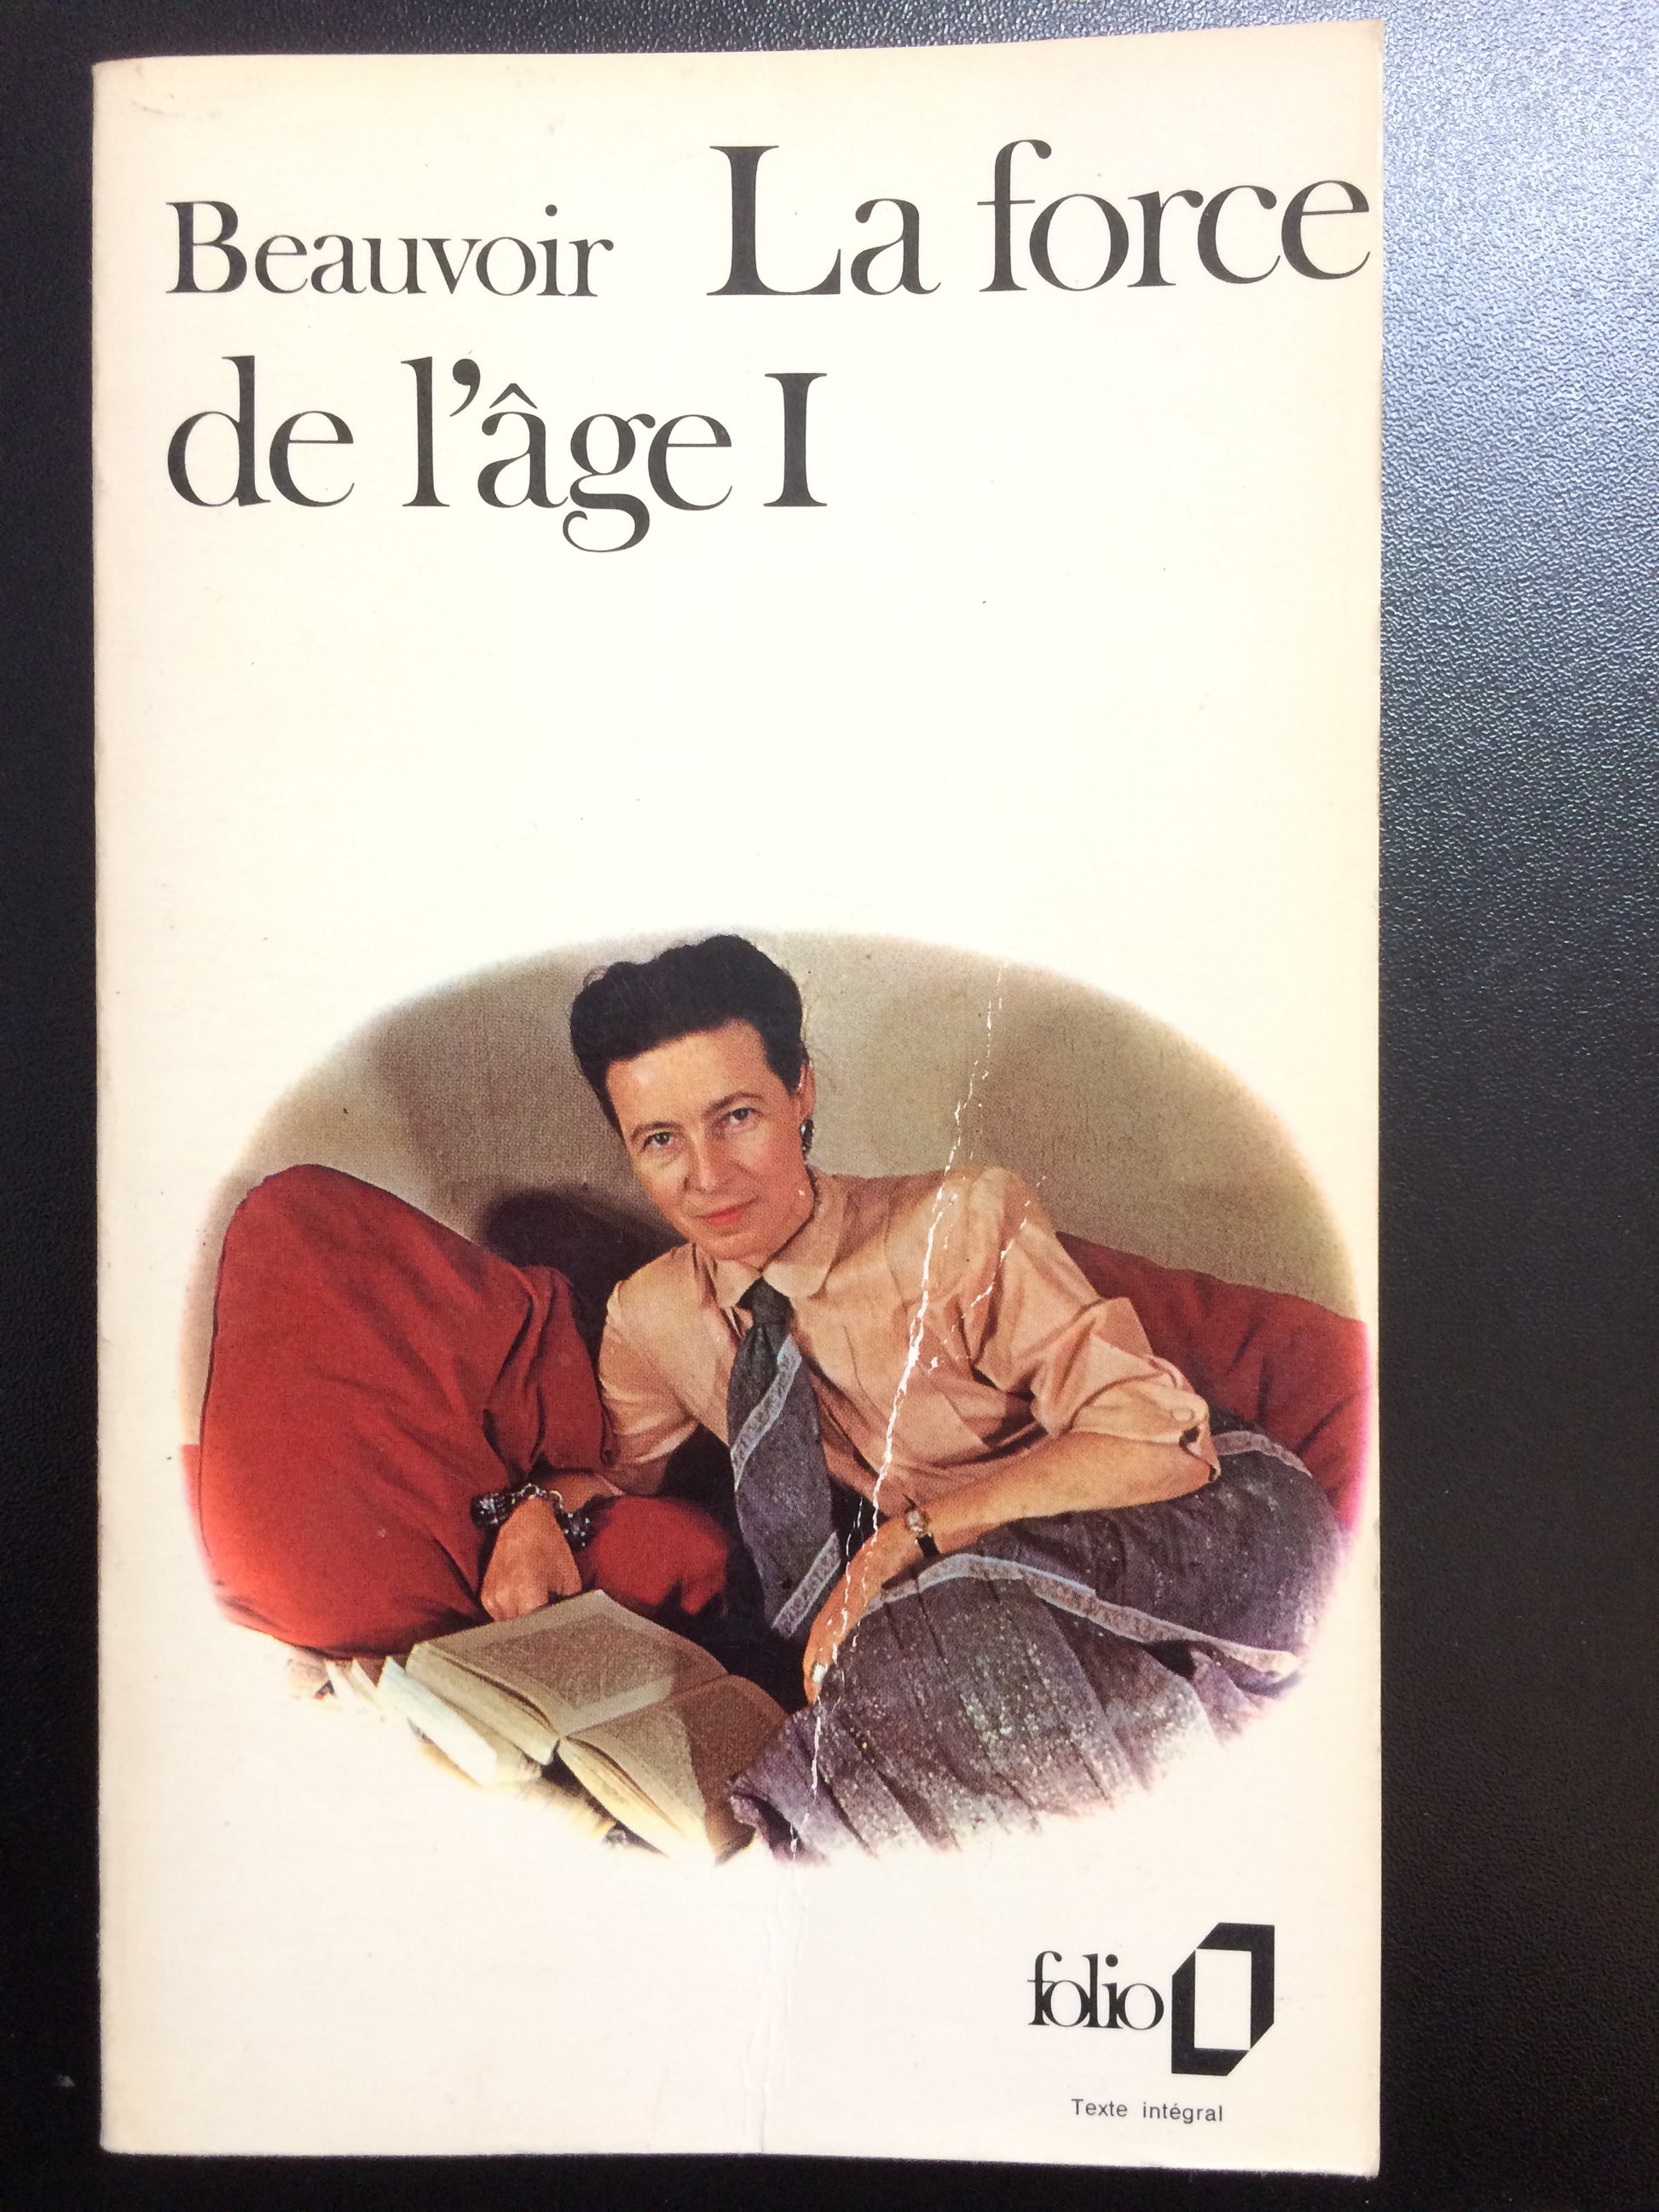 Beauvoir La force
de l'âge I
folio
Texte intégral